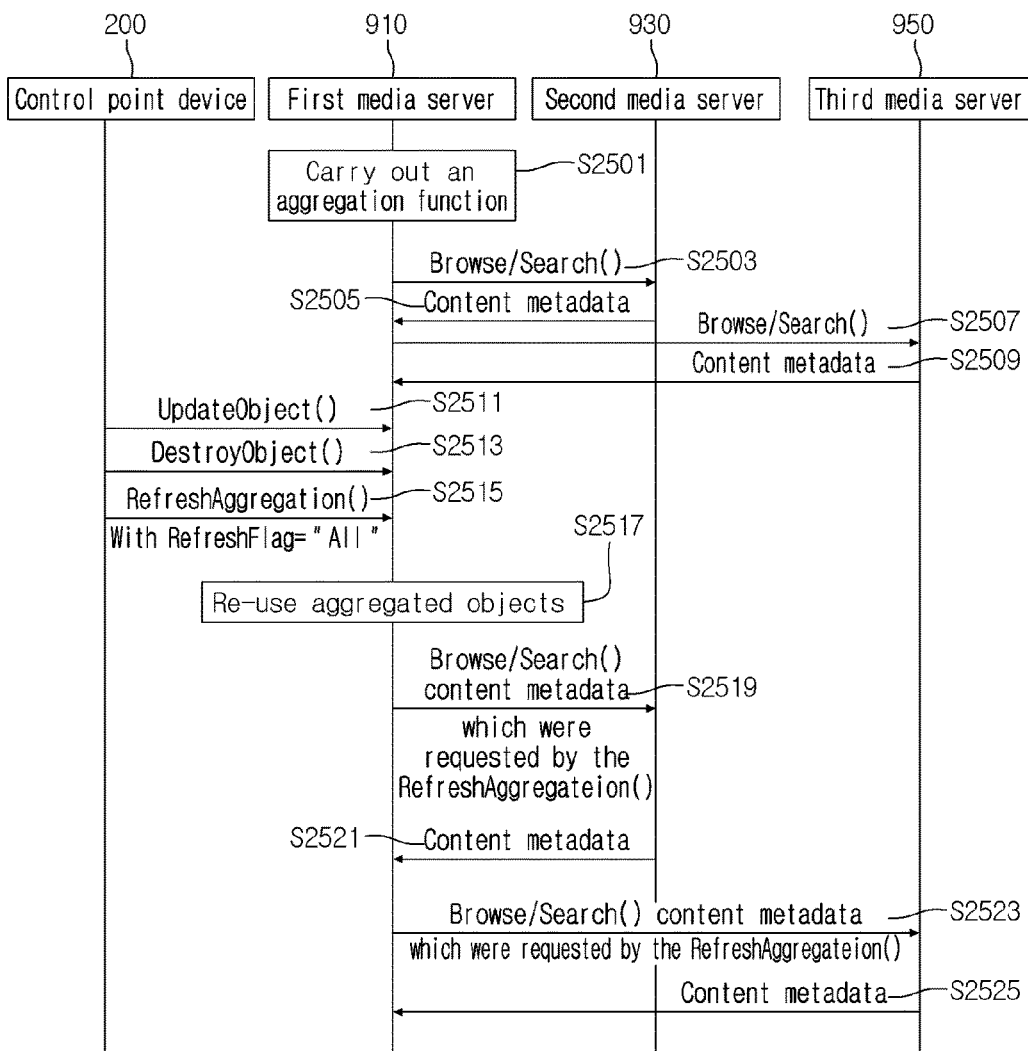 200 910 930 950
Control point device First media server Second media server Third media server
Carry out an
aggregation function
S2501
Browse/Search() S2503
S2505 Content metadata
Browse/Search() S2507
Content metadata S2509
UpdateObject() S2511
DestroyObject() S2513
RefreshAggregation() S2515
With RefreshFlag="All"
S2517
Re-use aggregated objects
Browse/Search()
content metadata S2519
which were
requested by the
RefreshAggregateion()
S2521 Content metadata
Browse/Search() content metadata S2523
which were requested by the RefreshAggregateion()
Content metadata S2525